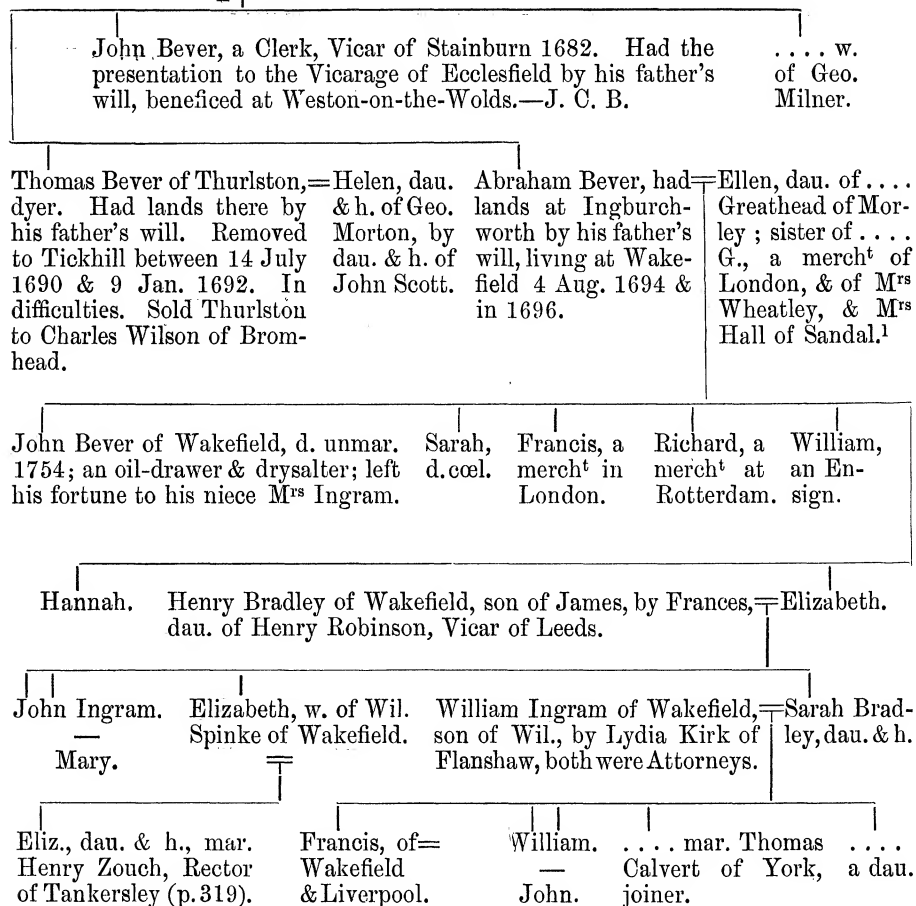 John Bever, a Clerk, Vicar of Stainburn 1682. Had the
presentation to the Vicarage of Ecclesfield by his father's
will, beneficed at Weston-on-the-Wolds.—J. C. B.
. . . . w.
of Geo.
Milner.
Thomas Bever of Thurlston,=
dyer. Had lands there by
his father's will. Removed
to Tickhill between 14 July
1690 & 9 Jan. 1692. In
difficulties. Sold Thurlston
to Charles Wilson of Brom-
head.
Helen, dau.
& h. of Geo.
Morton, by
dau. & h. of
John Scott.
Abraham Bever, had=
lands at Ingburch-
worth by his father's
will, living at Wake-
field 4 Aug. 1694 &
in 1696.
Ellen, dau. of . . . .
Greathead of Mor-
ley ; sister of . . . .
G., a mercht of
London, & of Mrs
Wheatley, & Mrs
Hall of Sandal.1
John Bever of Wakefield, d. unmar.
1754; an oil-drawer & drysalter; left
his fortune to his niece Mrs Ingram.
Sarah,
d.cœl.
Francis, a
mercht in
London.
Richard, a
mercht at
Rotterdam.
William,
an En-
sign.
Hannah.
Henry Bradley of Wakefield, son of James, by Frances,=
dau. of Henry Robinson, Vicar of Leeds.
Elizabeth.
John Ingram.
—
Mary.
Elizabeth, w. of Wil.
Spinke of Wakefield.
=
William Ingram of Wakefield,=
son of Wil., by Lydia Kirk of
Flanshaw, both were Attorneys.
Sarah Brad-
ley, dau. & h.
Eliz., dau. & h., mar.
Henry Zouch, Rector
of Tankersley (p. 319).
Francis, of=
Wakefield
& Liverpool.
William.
—
John.
. . . . mar. Thomas
Calvert of York,
joiner.
. . . .
a dau.